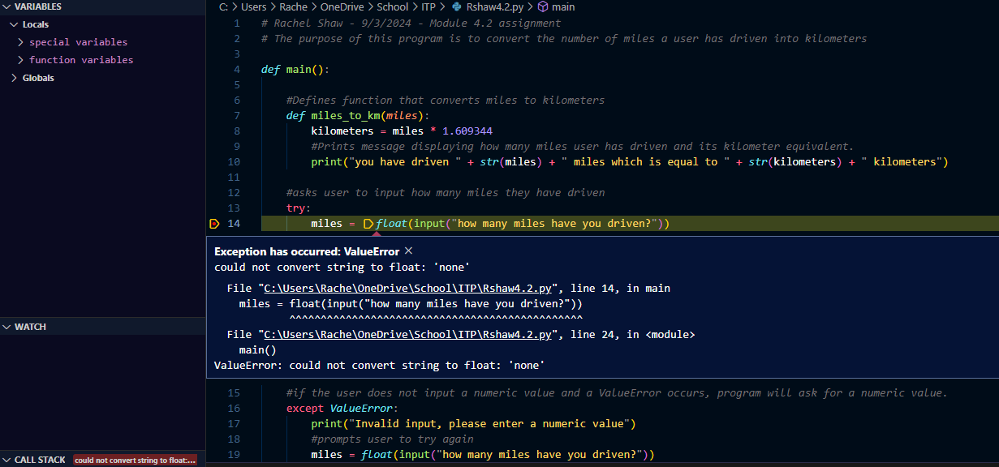 VARIABLES
Locals
special variables
function variables
Globals
WATCH
CALL STACK could not convert string to float:...
C: > Users > Rache > OneDrive > School > ITP > Rshaw4.2.py > main
1 # Rachel Shaw - 9/3/2024 - Module 4.2 assignment
2 # The purpose of this program is to convert the number of miles a user has driven into kilometers
3
4 def main():
5
6 #Defines function that converts miles to kilometers
7 def miles_to_km(miles):
8 kilometers = miles * 1.609344
9 #Prints message displaying how many miles user has driven and its kilometer equivalent.
10 print("you have driven " + str(miles) + " miles which is equal to " + str(kilometers) + " kilometers")
11
12 #asks user to input how many miles they have driven
13 try:
14 miles = float(input("how many miles have you driven?"))
Exception has occurred: ValueError ×
could not convert string to float: 'none'
File "C:\Users\Rache\OneDrive\School\ITP\Rshaw4.2.py", line 14, in main
miles = float(input("how many miles have you driven?"))
^^^^^^^^^^^^^^^^^^^^^^^^^^^^^^^^^^^^^^^^^^^^^^^
File "C:\Users\Rache\OneDrive\School\ITP\Rshaw4.2.py", line 24, in <module>
main()
ValueError: could not convert string to float: 'none'
15 #if the user does not input a numeric value and a ValueError occurs, program will ask for a numeric value.
16 except ValueError:
17 print("Invalid input, please enter a numeric value")
18 #prompts user to try again
19 miles = float(input("how many miles have you driven?"))